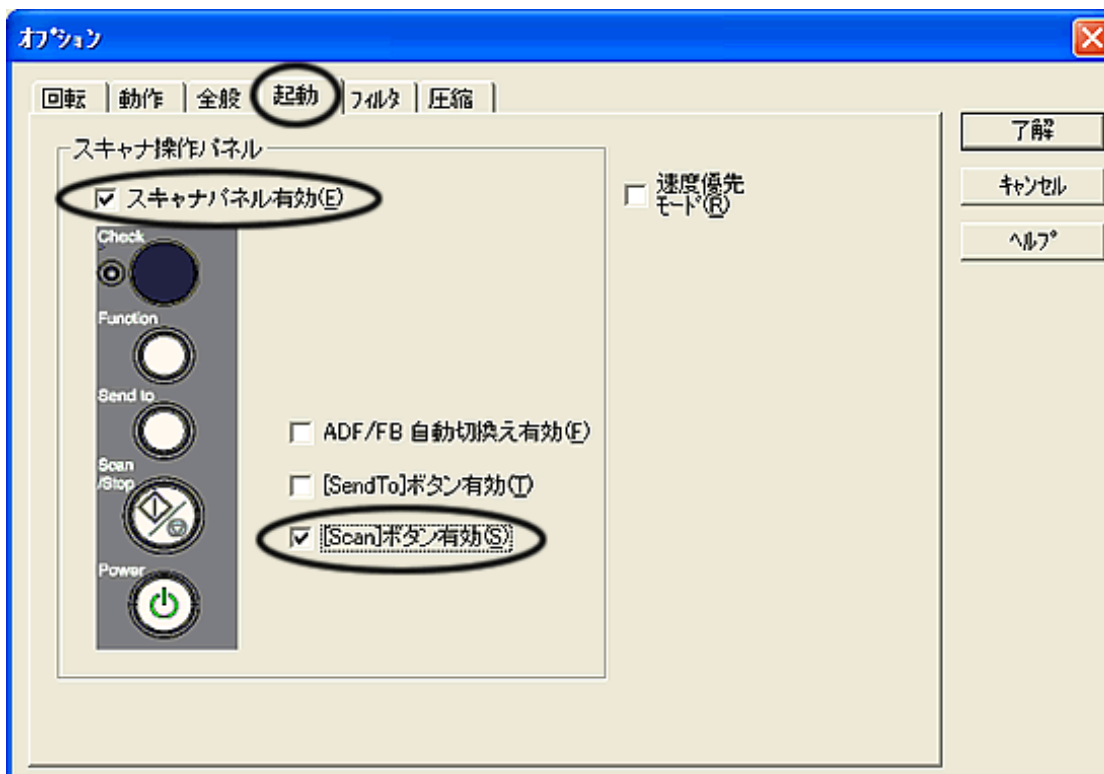 オプション
回転 動作 全般 起動 フィルタ 圧縮
スキャナ操作パネル
スキャナパネル有効(E)
Check
Function
Send to
Scan
/Stop
Power
ADF/FB 自動切換え有効(F)
[SendTo]ボタン有効(T)
[Scan]ボタン有効(S)
速度優先
モード(R)
了解
キャンセル
ヘルプ